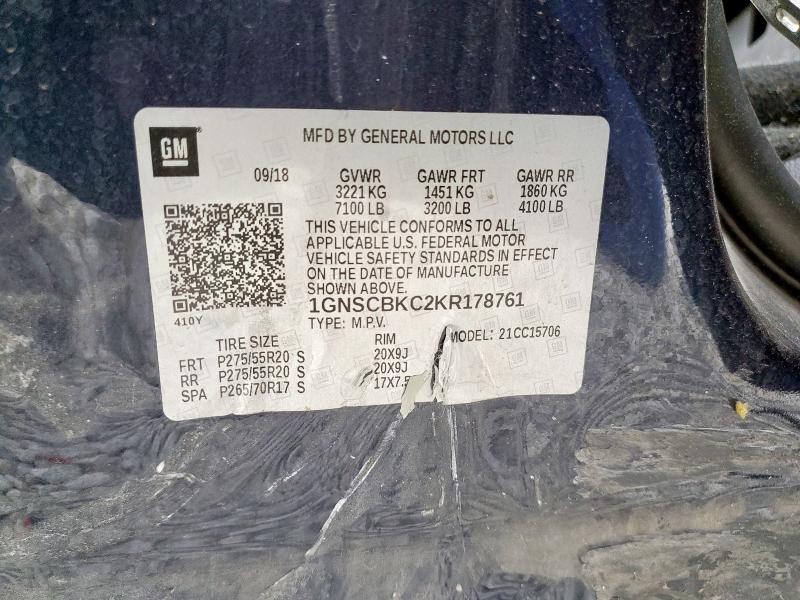 GM
MFD BY GENERAL MOTORS LLC
09/18 GVWR GAWR FRT GAWR RR
3221 KG 1451 KG 1860 KG
7100 LB 3200 LB 4100 LB
THIS VEHICLE CONFORMS TO ALL
APPLICABLE U.S. FEDERAL MOTOR
VEHICLE SAFETY STANDARDS IN EFFECT
ON THE DATE OF MANUFACTURE
SHOWN ABOVE.
1GNSCBKC2KR178761
410Y TYPE: M.P.V. MODEL: 21CC15706
TIRE SIZE RIM
FRT P275/55R20 S 20X9J
RR P275/55R20 S 20X9J
SPA P265/70R17 S 17X7.5